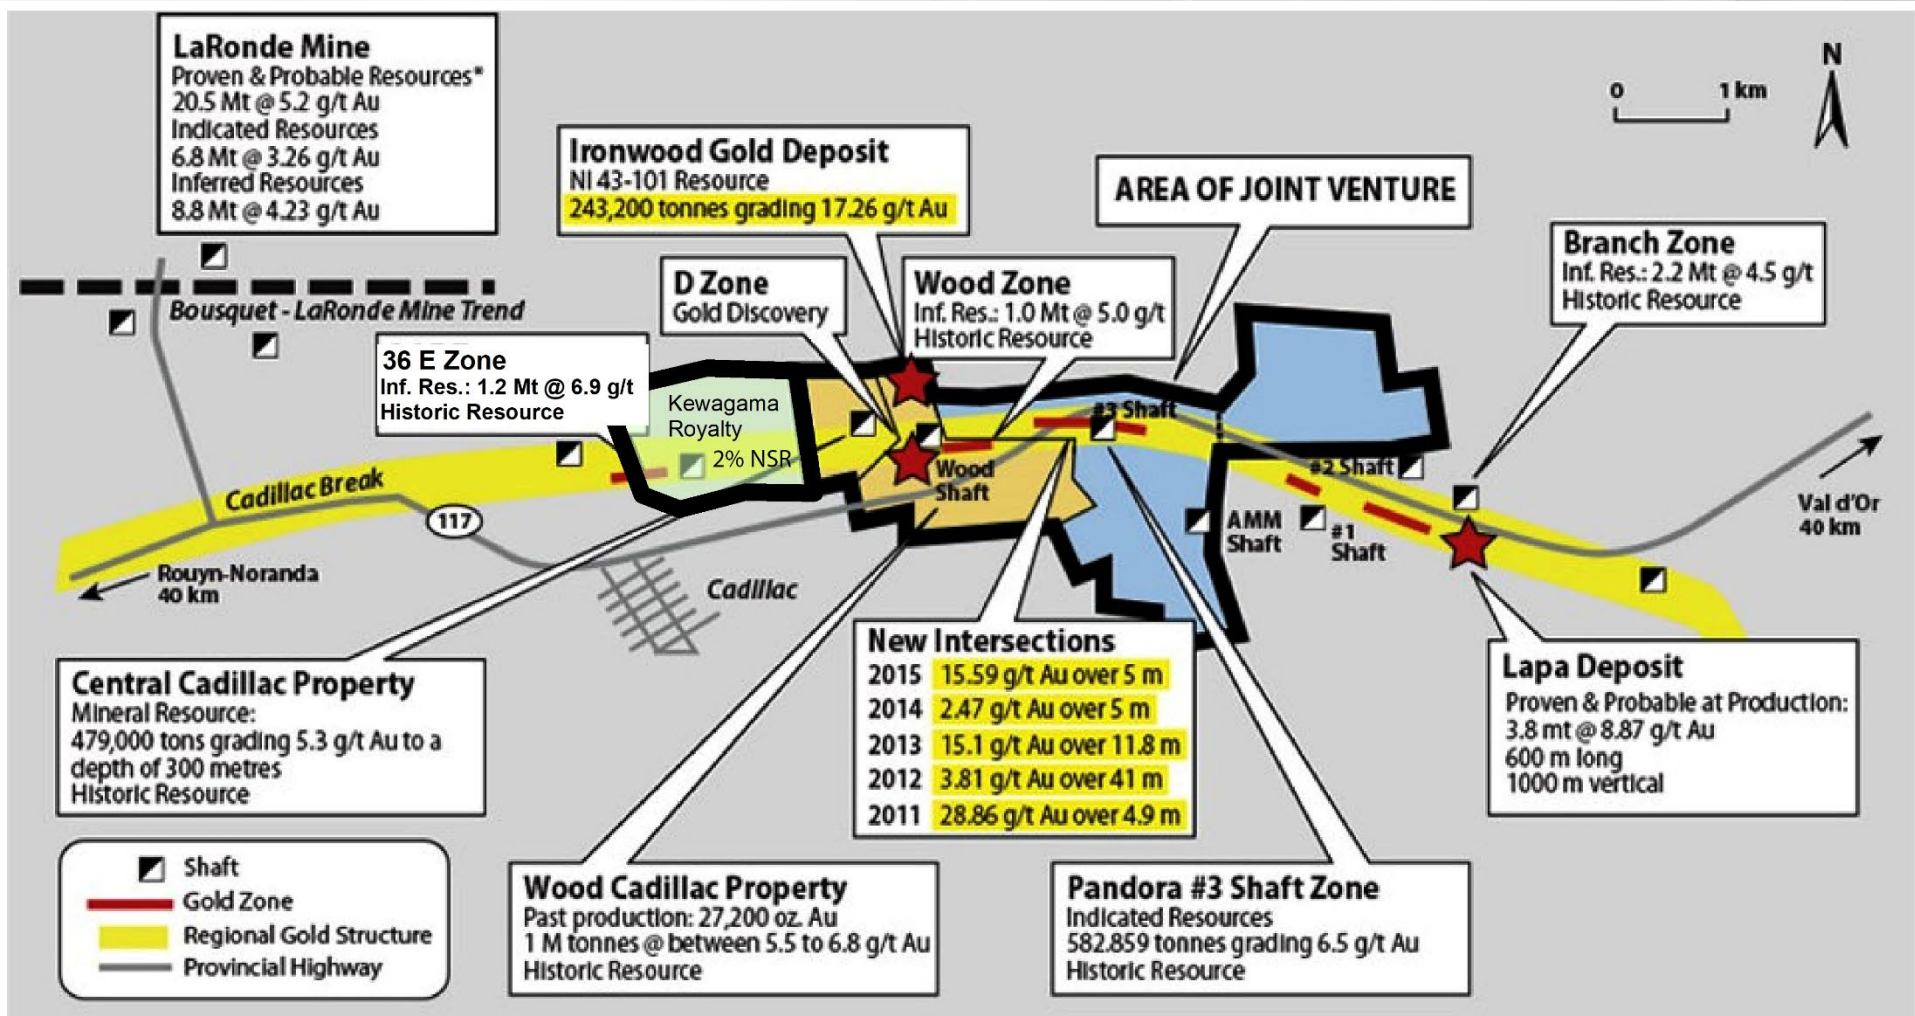 LaRonde Mine
Proven & Probable Resources*
20.5 Mt @ 5.2 g/t Au
Indicated Resources
6.8 Mt @ 3.26 g/t Au
Inferred Resources
8.8 Mt @ 4.23 g/t Au
Ironwood Gold Deposit
NI 43-101 Resource
243,200 tonnes grading 17.26 g/t Au
AREA OF JOINT VENTURE
0 1 km
N
Branch Zone
Inf. Res.: 2.2 Mt @ 4.5 g/t
Historic Resource
D Zone
Gold Discovery
Wood Zone
Inf. Res.: 1.0 Mt @ 5.0 g/t
Historic Resource
Bousquet - LaRonde Mine Trend
36 E Zone
Inf. Res.: 1.2 Mt @ 6.9 g/t
Historic Resource
Kewagama
Royalty
2% NSR
#3 Shaft
Wood
Shaft
#2 Shaft
AMM
Shaft
#1
Shaft
Val d'Or
40 km
Cadillac Break
117
Rouyn-Noranda
40 km
Cadillac
Central Cadillac Property
Mineral Resource:
479,000 tons grading 5.3 g/t Au to a
depth of 300 metres
Historic Resource
New Intersections
2015 15.59 g/t Au over 5 m
2014 2.47 g/t Au over 5 m
2013 15.1 g/t Au over 11.8 m
2012 3.81 g/t Au over 41 m
2011 28.86 g/t Au over 4.9 m
Lapa Deposit
Proven & Probable at Production:
3.8 mt @ 8.87 g/t Au
600 m long
1000 m vertical
Shaft
Gold Zone
Regional Gold Structure
Provincial Highway
Wood Cadillac Property
Past production: 27,200 oz. Au
1 M tonnes @ between 5.5 to 6.8 g/t Au
Historic Resource
Pandora #3 Shaft Zone
Indicated Resources
582.859 tonnes grading 6.5 g/t Au
Historic Resource